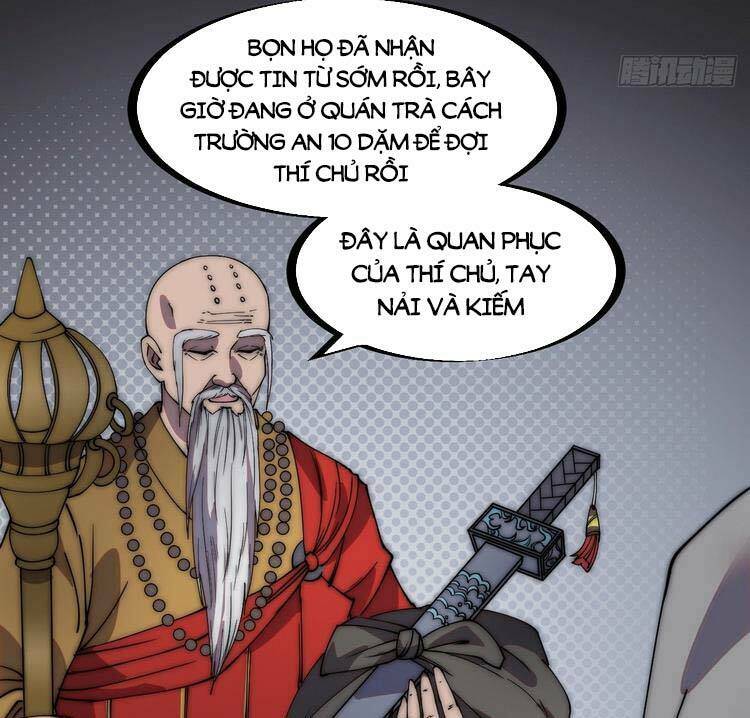 腾讯动漫
BỌN HỌ ĐÃ NHẬN
ĐƯỢC TIN TỪ SỚM RỒI, BÂY
GIỜ ĐANG Ở QUÁN TRÀ CÁCH
TRƯỜNG AN 10 DẶM ĐỂ ĐỢI
THÍ CHỦ RỒI
ĐÂY LÀ QUAN PHỤC
CỦA THÍ CHỦ, TAY
NẢI VÀ KIẾM